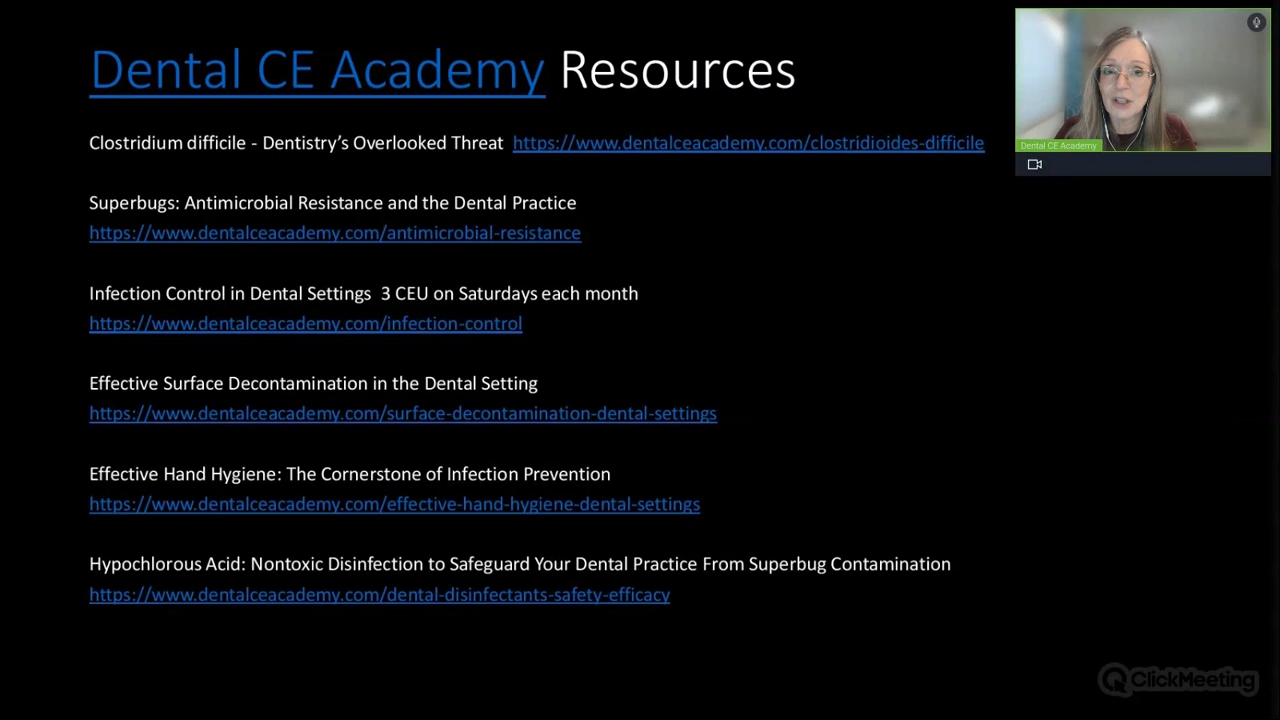 Dental CE Academy Resources
Clostridium difficile - Dentistry’s Overlooked Threat https://www.dentalceacademy.com/clostridioides-difficile
Superbugs: Antimicrobial Resistance and the Dental Practice
https://www.dentalceacademy.com/antimicrobial-resistance
Infection Control in Dental Settings 3 CEU on Saturdays each month
https://www.dentalceacademy.com/infection-control
Effective Surface Decontamination in the Dental Setting
https://www.dentalceacademy.com/surface-decontamination-dental-settings
Effective Hand Hygiene: The Cornerstone of Infection Prevention
https://www.dentalceacademy.com/effective-hand-hygiene-dental-settings
Hypochlorous Acid: Nontoxic Disinfection to Safeguard Your Dental Practice From Superbug Contamination
https://www.dentalceacademy.com/dental-disinfectants-safety-efficacy
Dental CE Academy
ClickMeeting